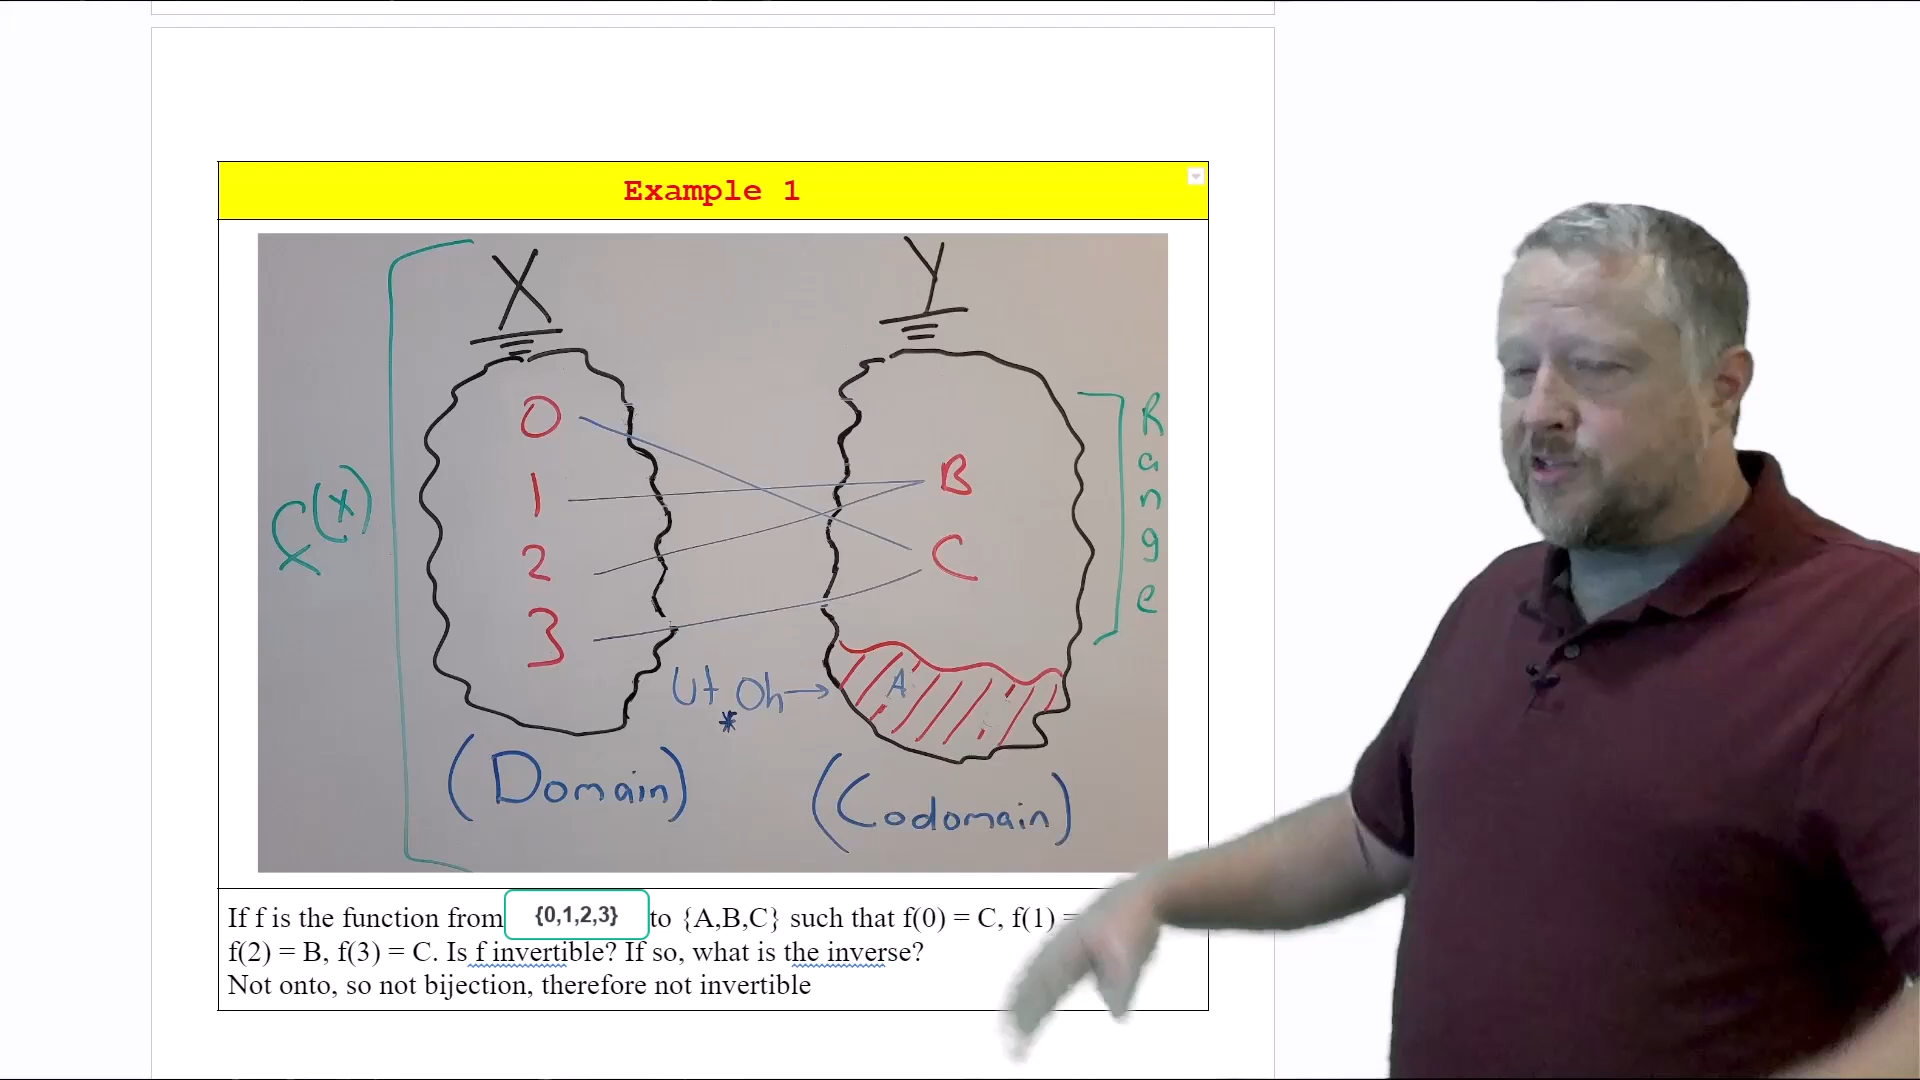 Example 1
X
Y
0
1
2
3
B
C
A
f(x)
Range
Ut Oh→
*
(Domain)
(Codomain)
If f is the function from {0,1,2,3} to {A,B,C} such that f(0) = C, f(1) =
f(2) = B, f(3) = C. Is f invertible? If so, what is the inverse?
Not onto, so not bijection, therefore not invertible